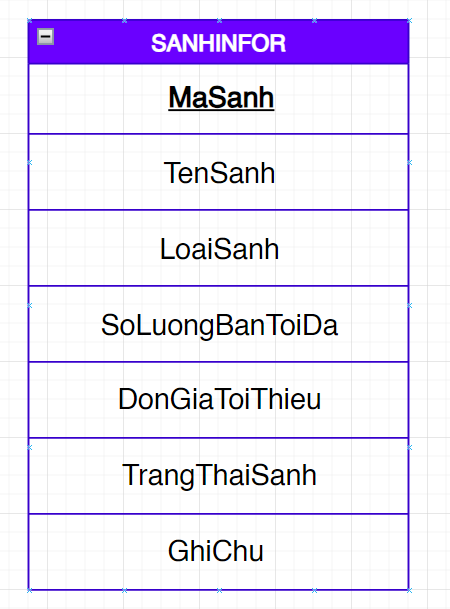 SANHINFOR
MaSanh
TenSanh
LoaiSanh
SoLuongBanToiDa
DonGiaToiThieu
TrangThaiSanh
GhiChu